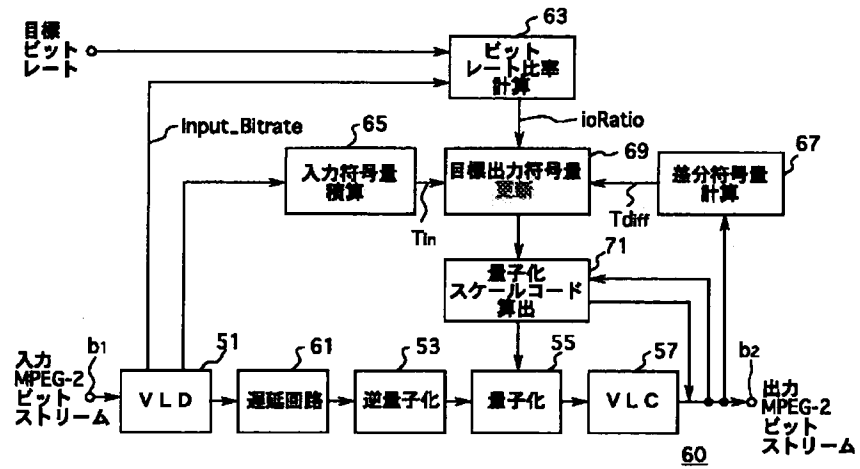 目標
ビット
レート
63
ビット
レート比率
計算
Input_Bitrate
ioRatio
65
入力符号量
積算
69
目標出力符号量
更新
67
差分符号量
計算
Tin
Tdiff
71
量子化
スケールコード
算出
入力
MPEG-2
ビット
ストリーム
b1
51
VLD
61
遅延回路
53
逆量子化
55
量子化
57
VLC
b2
出力
MPEG-2
ビット
ストリーム
60